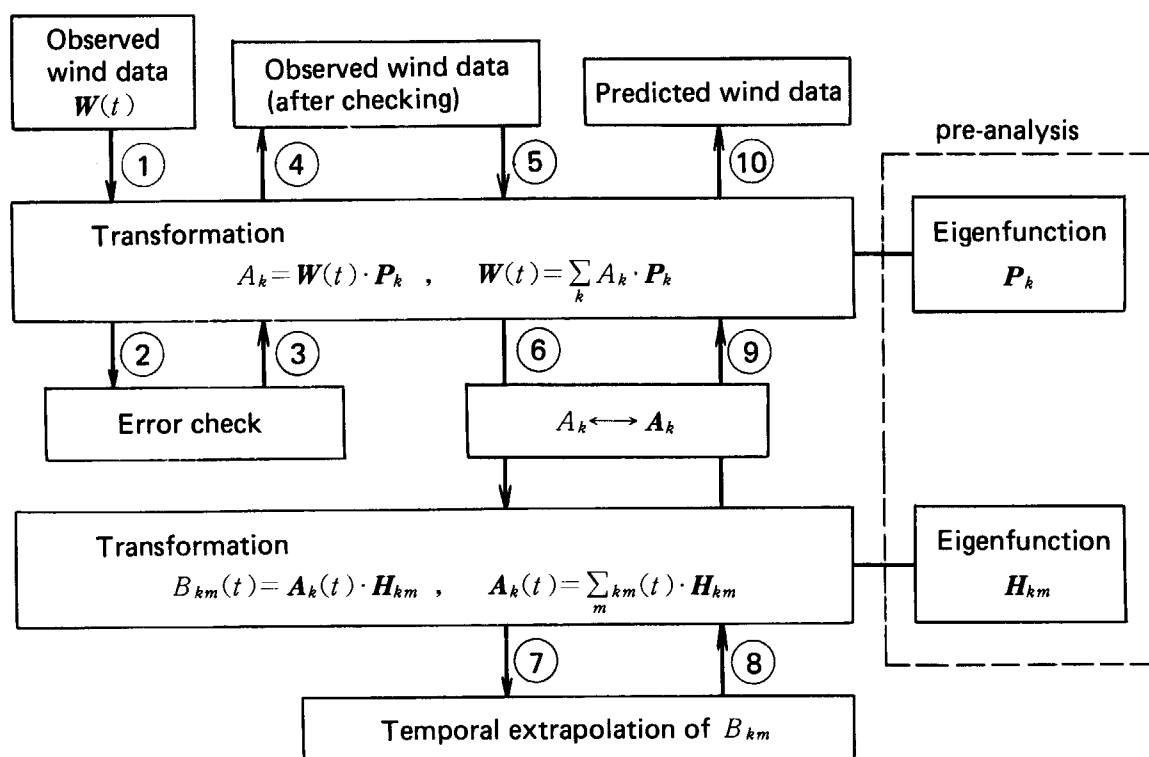 Observed
wind data
W(t)
Observed wind data
(after checking)
Predicted wind data
pre-analysis
1
4
5
10
Transformation
A_k = W(t) · P_k , W(t) = ∑_k A_k · P_k
Eigenfunction
P_k
2
3
6
9
Error check
A_k ⟷ A_k
Transformation
B_km(t) = A_k(t) · H_km , A_k(t) = ∑_m km(t) · H_km
Eigenfunction
H_km
7
8
Temporal extrapolation of B_km